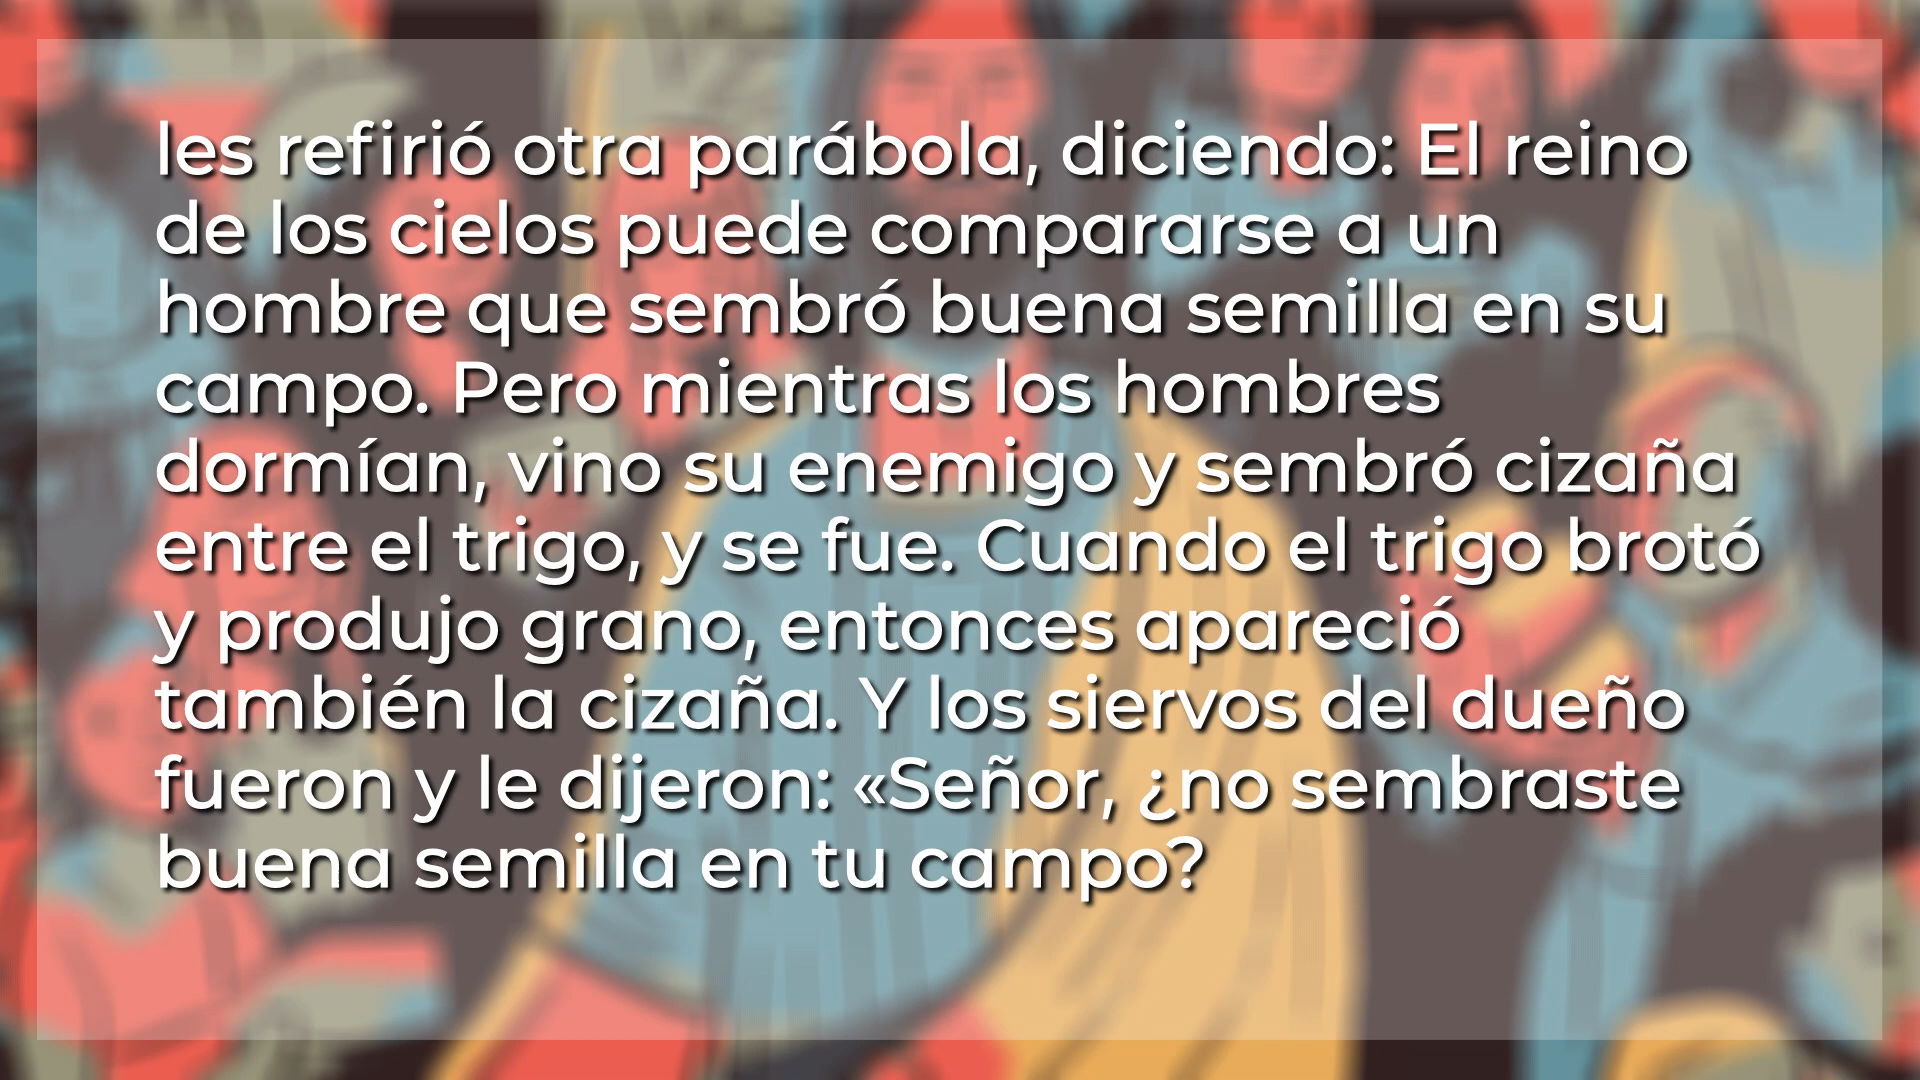 les refirió otra parábola, diciendo: El reino
de los cielos puede compararse a un
hombre que sembró buena semilla en su
campo. Pero mientras los hombres
dormían, vino su enemigo y sembró cizaña
entre el trigo, y se fue. Cuando el trigo brotó
y produjo grano, entonces apareció
también la cizaña. Y los siervos del dueño
fueron y le dijeron: «Señor, ¿no sembraste
buena semilla en tu campo?